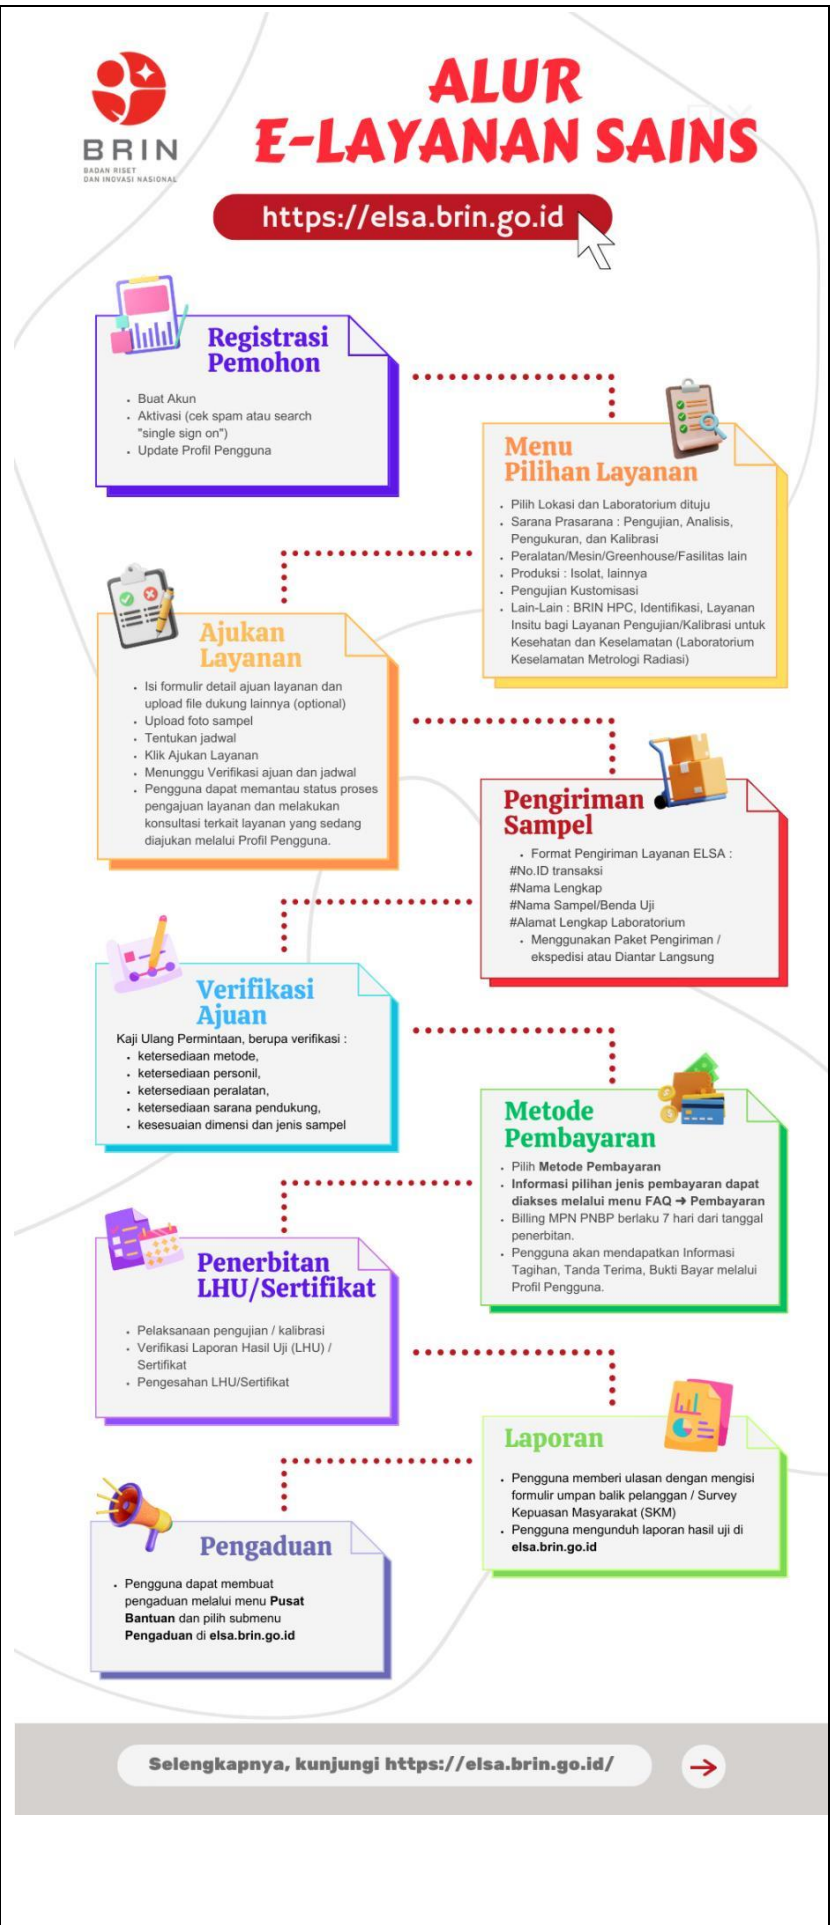 BRIN
BADAN RISET
DAN INOVASI NASIONAL
ALUR
E-LAYANAN SAINS
https://elsa.brin.go.id
Registrasi
Pemohon
• Buat Akun
• Aktivasi (cek spam atau search
"single sign on")
• Update Profil Pengguna
Menu
Pilihan Layanan
• Pilih Lokasi dan Laboratorium dituju
• Sarana Prasarana : Pengujian, Analisis,
Pengukuran, dan Kalibrasi
• Peralatan/Mesin/Greenhouse/Fasilitas lain
• Produksi : Isolat, lainnya
• Pengujian Kustomisasi
• Lain-Lain : BRIN HPC, Identifikasi, Layanan
Insitu bagi Layanan Pengujian/Kalibrasi untuk
Kesehatan dan Keselamatan (Laboratorium
Keselamatan Metrologi Radiasi)
Ajukan
Layanan
• Isi formulir detail ajuan layanan dan
upload file dukung lainnya (optional)
• Upload foto sampel
• Tentukan jadwal
• Klik Ajukan Layanan
• Menunggu Verifikasi ajuan dan jadwal
• Pengguna dapat memantau status proses
pengajuan layanan dan melakukan
konsultasi terkait layanan yang sedang
diajukan melalui Profil Pengguna.
Pengiriman
Sampel
• Format Pengiriman Layanan ELSA :
#No.ID transaksi
#Nama Lengkap
#Nama Sampel/Benda Uji
#Alamat Lengkap Laboratorium
• Menggunakan Paket Pengiriman /
ekspedisi atau Diantar Langsung
Verifikasi
Ajuan
Kaji Ulang Permintaan, berupa verifikasi :
• ketersediaan metode,
• ketersediaan personil,
• ketersediaan peralatan,
• ketersediaan sarana pendukung,
• kesesuaian dimensi dan jenis sampel
Metode
Pembayaran
• Pilih Metode Pembayaran
• Informasi pilihan jenis pembayaran dapat
diakses melalui menu FAQ ➜ Pembayaran
• Billing MPN PNBP berlaku 7 hari dari tanggal
penerbitan.
• Pengguna akan mendapatkan Informasi
Tagihan, Tanda Terima, Bukti Bayar melalui
Profil Pengguna.
Penerbitan
LHU/Sertifikat
• Pelaksanaan pengujian / kalibrasi
• Verifikasi Laporan Hasil Uji (LHU) /
Sertifikat
• Pengesahan LHU/Sertifikat
Laporan
• Pengguna memberi ulasan dengan mengisi
formulir umpan balik pelanggan / Survey
Kepuasan Masyarakat (SKM)
• Pengguna mengunduh laporan hasil uji di
elsa.brin.go.id
Pengaduan
• Pengguna dapat membuat
pengaduan melalui menu Pusat
Bantuan dan pilih submenu
Pengaduan di elsa.brin.go.id
Selengkapnya, kunjungi https://elsa.brin.go.id/